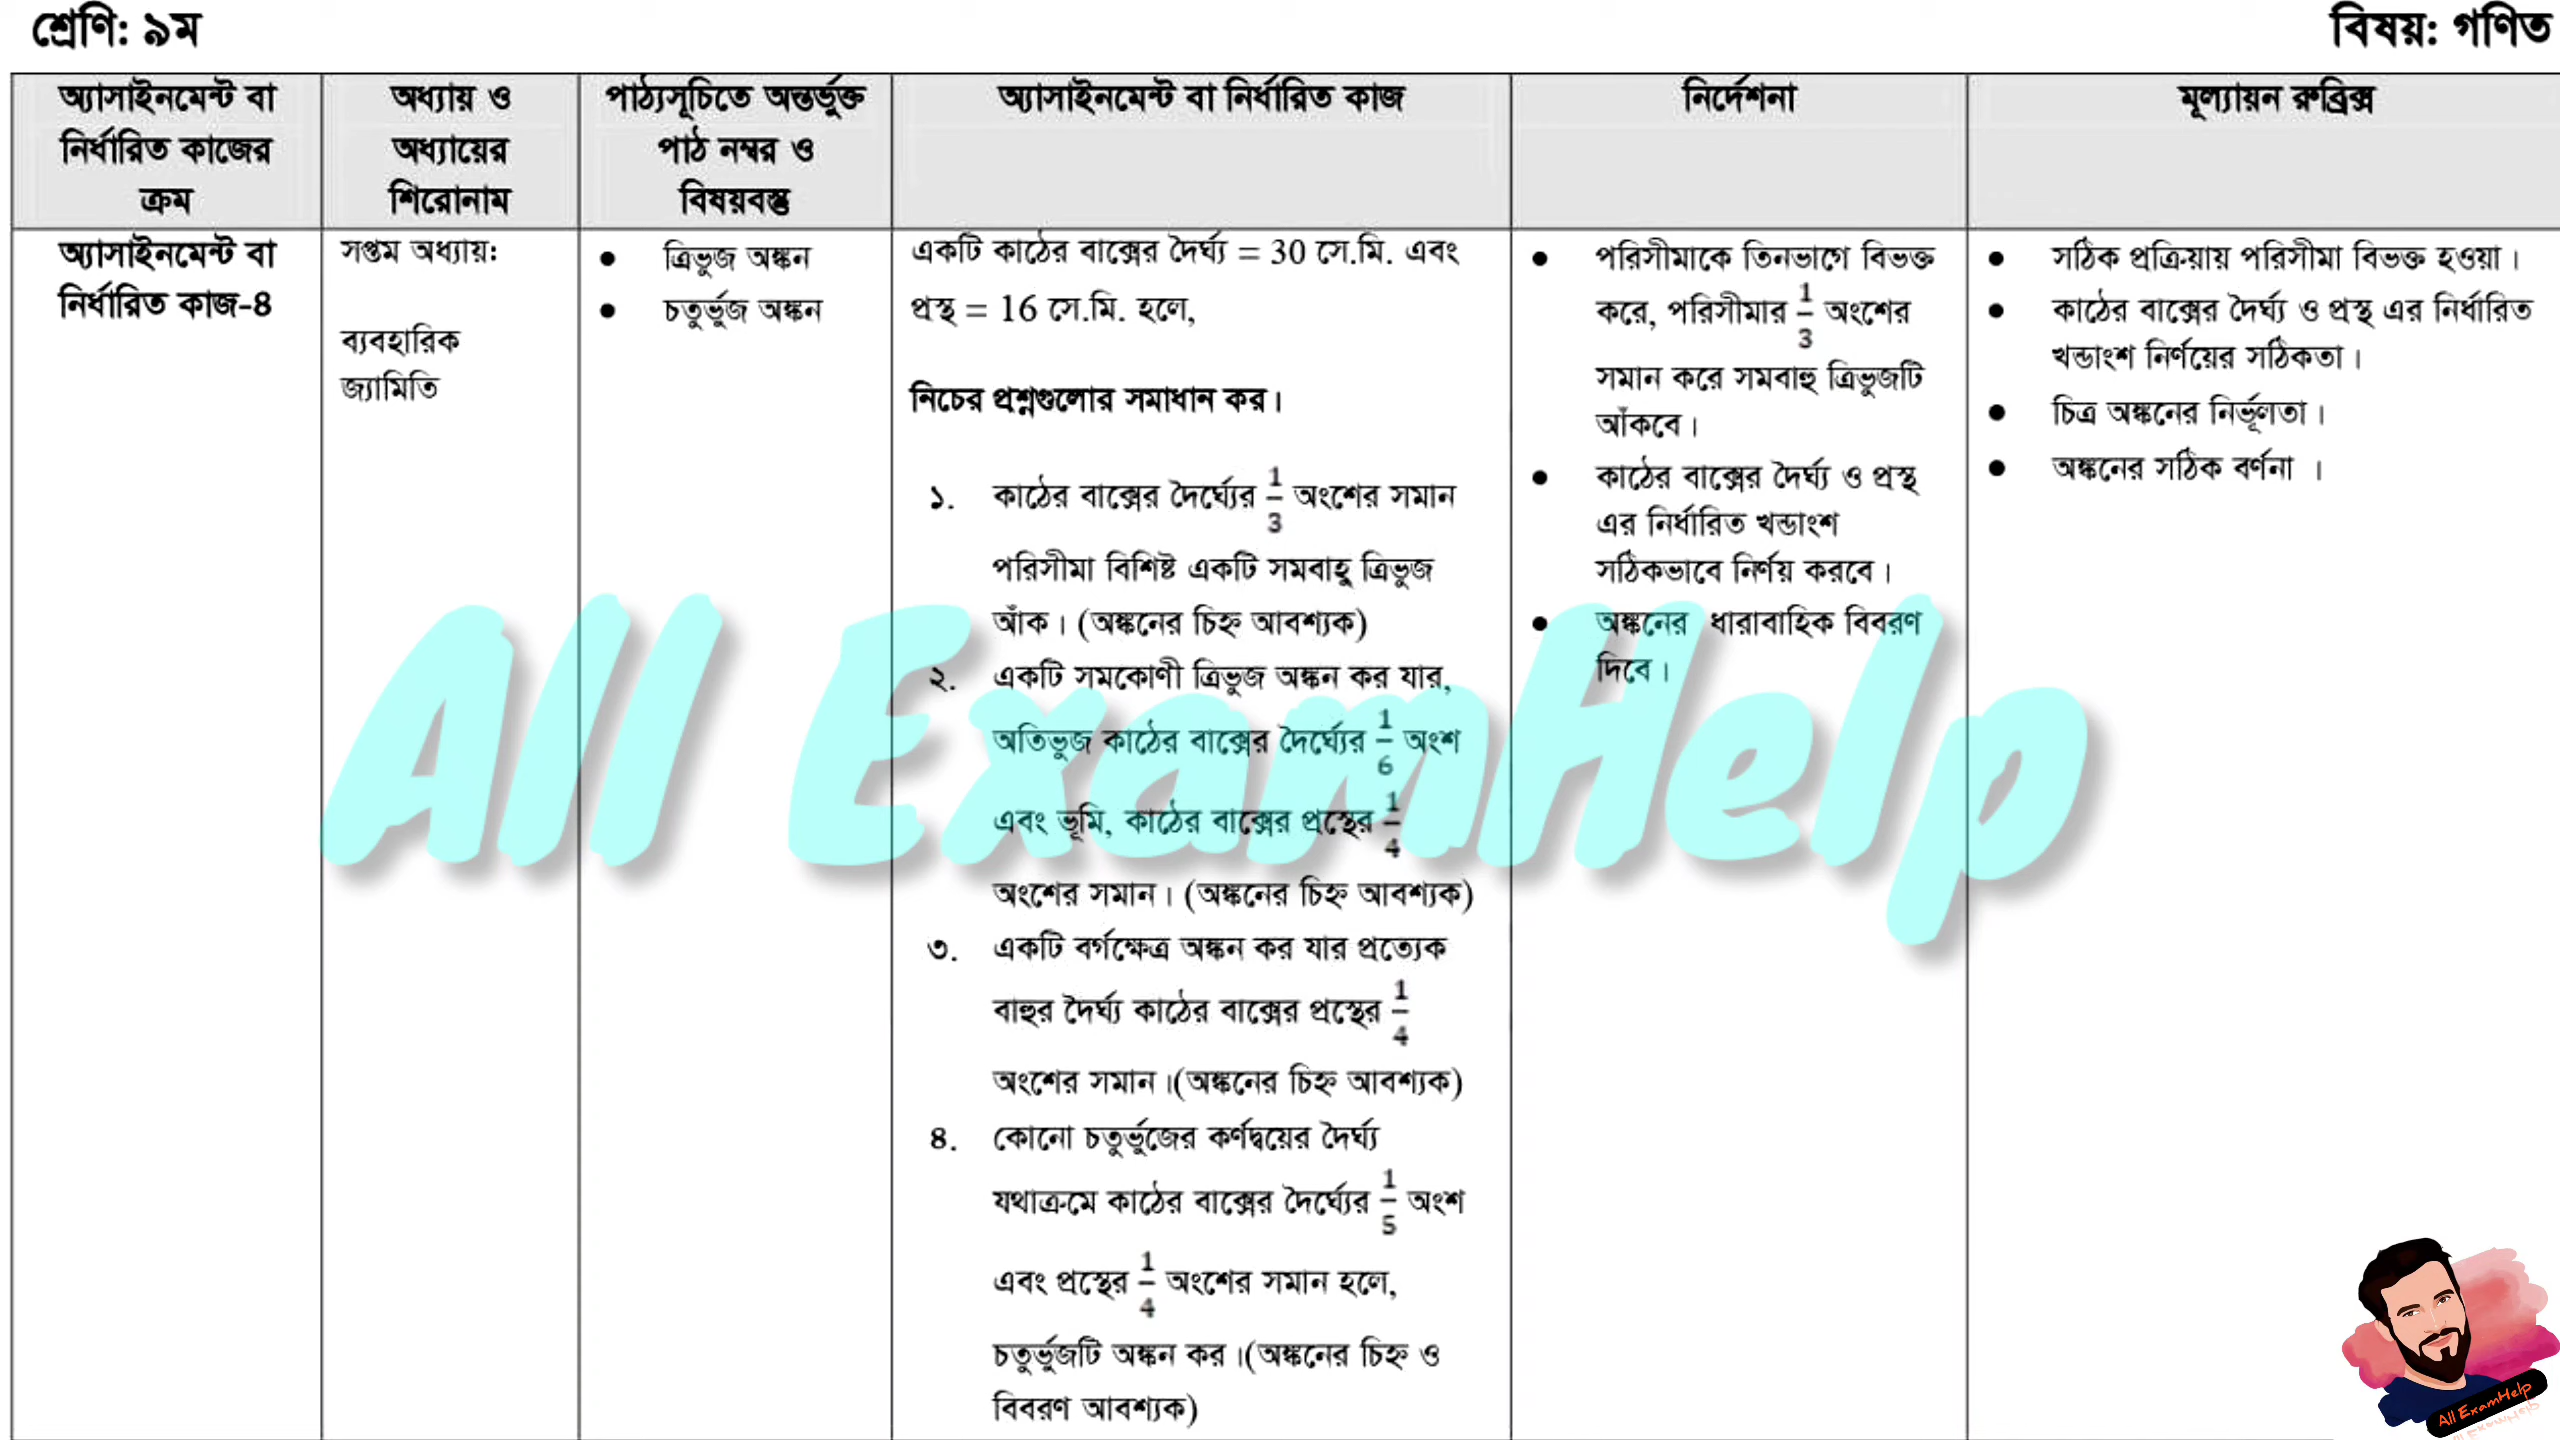 শ্রেণি: ৯ম
বিষয়: গণিত
অ্যাসাইনমেন্ট বা
নির্ধারিত কাজের
ক্রম
অধ্যায় ও
অধ্যায়ের
শিরোনাম
পাঠ্যসূচিতে অন্তর্ভুক্ত
পাঠ নম্বর ও
বিষয়বস্তু
অ্যাসাইনমেন্ট বা নির্ধারিত কাজ
নির্দেশনা
মূল্যায়ন রুব্রিক্স
অ্যাসাইনমেন্ট বা
নির্ধারিত কাজ-৪
সপ্তম অধ্যায়:
ব্যবহারিক
জ্যামিতি
● ত্রিভুজ অঙ্কন
● চতুর্ভুজ অঙ্কন
একটি কাঠের বাক্সের দৈর্ঘ্য = 30 সে.মি. এবং
প্রস্থ = 16 সে.মি. হলে,
নিচের প্রশ্নগুলোর সমাধান কর।
১. কাঠের বাক্সের দৈর্ঘ্যের 1/3 অংশের সমান
পরিসীমা বিশিষ্ট একটি সমবাহু ত্রিভুজ
আঁক। (অঙ্কনের চিহ্ন আবশ্যক)
২. একটি সমকোণী ত্রিভুজ অঙ্কন কর যার,
অতিভুজ কাঠের বাক্সের দৈর্ঘ্যের 1/6 অংশ
এবং ভূমি, কাঠের বাক্সের প্রস্থের 1/4
অংশের সমান। (অঙ্কনের চিহ্ন আবশ্যক)
৩. একটি বর্গক্ষেত্র অঙ্কন কর যার প্রত্যেক
বাহুর দৈর্ঘ্য কাঠের বাক্সের প্রস্থের 1/4
অংশের সমান।(অঙ্কনের চিহ্ন আবশ্যক)
৪. কোনো চতুর্ভুজের কর্ণদ্বয়ের দৈর্ঘ্য
যথাক্রমে কাঠের বাক্সের দৈর্ঘ্যের 1/5 অংশ
এবং প্রস্থের 1/4 অংশের সমান হলে,
চতুর্ভুজটি অঙ্কন কর।(অঙ্কনের চিহ্ন ও
বিবরণ আবশ্যক)
● পরিসীমাকে তিনভাগে বিভক্ত
করে, পরিসীমার 1/3 অংশের
সমান করে সমবাহু ত্রিভুজটি
আঁকবে।
● কাঠের বাক্সের দৈর্ঘ্য ও প্রস্থ
এর নির্ধারিত খন্ডাংশ
সঠিকভাবে নির্ণয় করবে।
● অঙ্কনের ধারাবাহিক বিবরণ
দিবে।
● সঠিক প্রক্রিয়ায় পরিসীমা বিভক্ত হওয়া।
● কাঠের বাক্সের দৈর্ঘ্য ও প্রস্থ এর নির্ধারিত
খন্ডাংশ নির্ণয়ের সঠিকতা।
● চিত্র অঙ্কনের নির্ভূলতা।
● অঙ্কনের সঠিক বর্ণনা ।
All ExamHelp
All ExamHelp
All ExamHelp